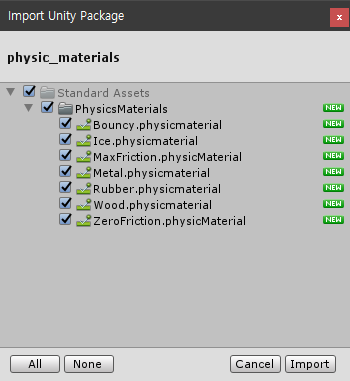 Import Unity Package
x
physic_materials
Standard Assets
PhysicsMaterials NEW
Bouncy.physicmaterial NEW
Ice.physicmaterial NEW
MaxFriction.physicMaterial NEW
Metal.physicmaterial NEW
Rubber.physicmaterial NEW
Wood.physicmaterial NEW
ZeroFriction.physicMaterial NEW
All None Cancel Import